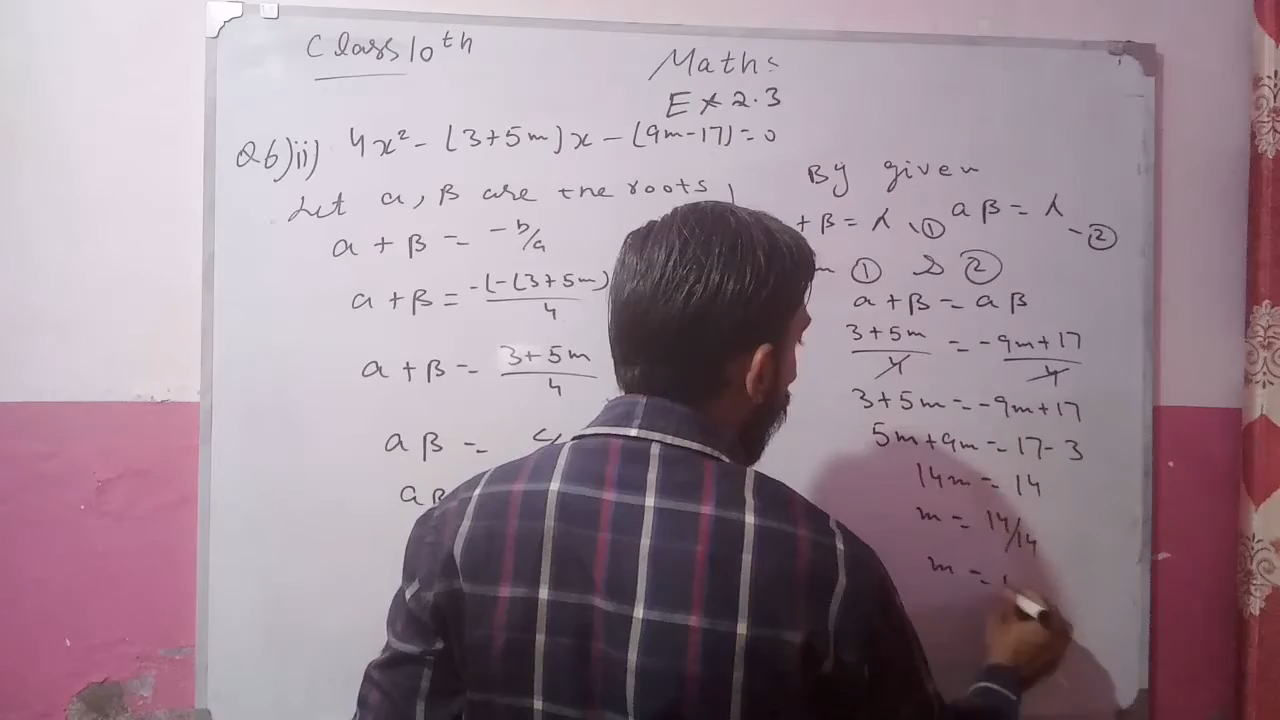 Class 10th
Maths
Ex 2.3
Q6)ii) 4x² - (3+5m)x - (9m-17)=0
Let α, β are the roots
α + β = -b/a
α + β = -(-(3+5m)/4
α + β = 3+5m/4
αβ =
αβ
By given
+ β = λ -① αβ = λ -②
① & ②
α + β = αβ
3+5m/4 = -9m+17/4
3+5m = -9m+17
5m+9m = 17-3
14m = 14
m = 14/14
m =